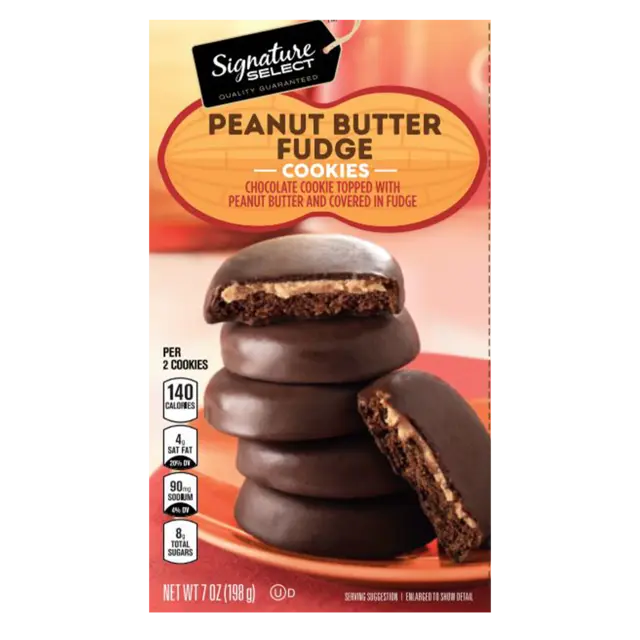 Signature
SELECT
QUALITY GUARANTEED
PEANUT BUTTER
FUDGE
COOKIES
CHOCOLATE COOKIE TOPPED WITH
PEANUT BUTTER AND COVERED IN FUDGE
PER
2 COOKIES
140
CALORIES
4g
SAT FAT
20% DV
90mg
SODIUM
4% DV
8g
TOTAL
SUGARS
NET WT 7 OZ (198 g) U D
SERVING SUGGESTION | ENLARGED TO SHOW DETAIL